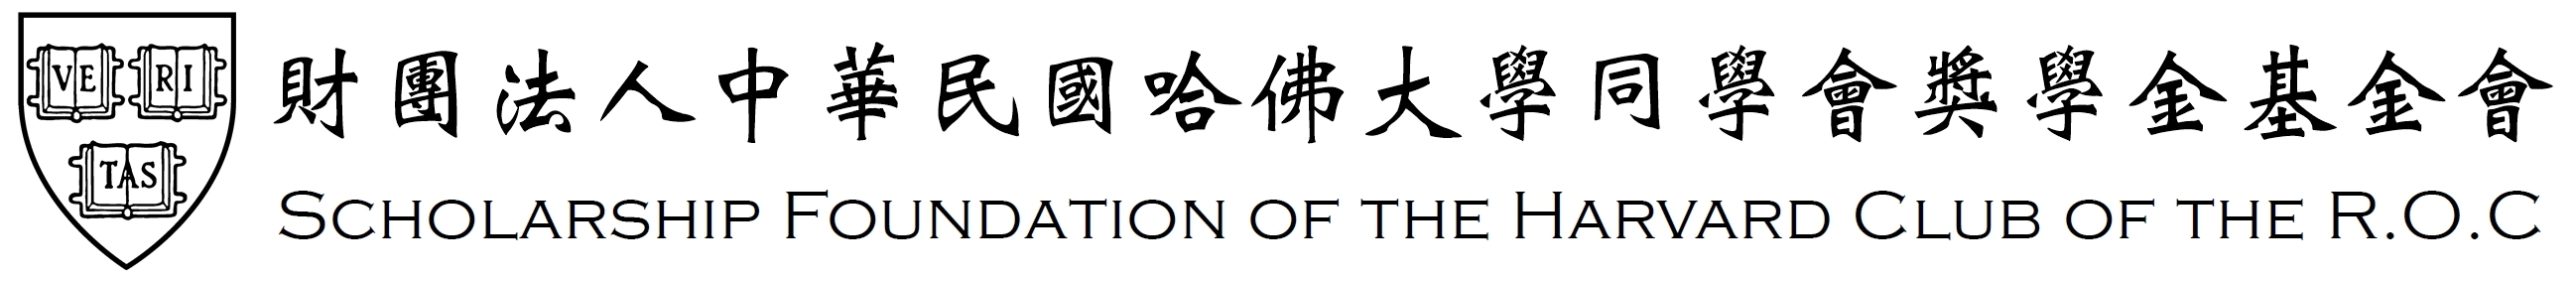 VE RI
TAS
財團法人中華民國哈佛大學同學會獎學金基金會
SCHOLARSHIP FOUNDATION OF THE HARVARD CLUB OF THE R.O.C